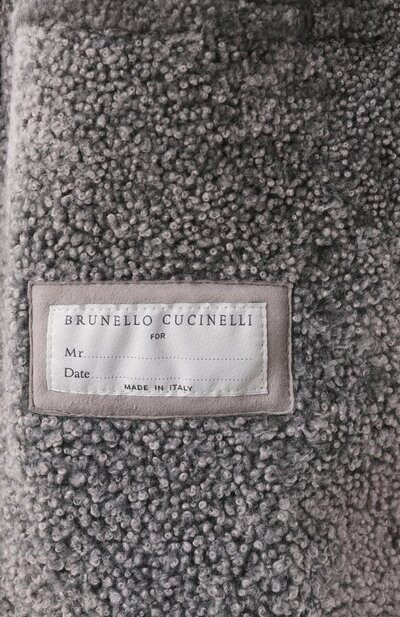 BRUNELLO CUCINELLI
FOR
Mr........................................
Date......................................
MADE IN ITALY